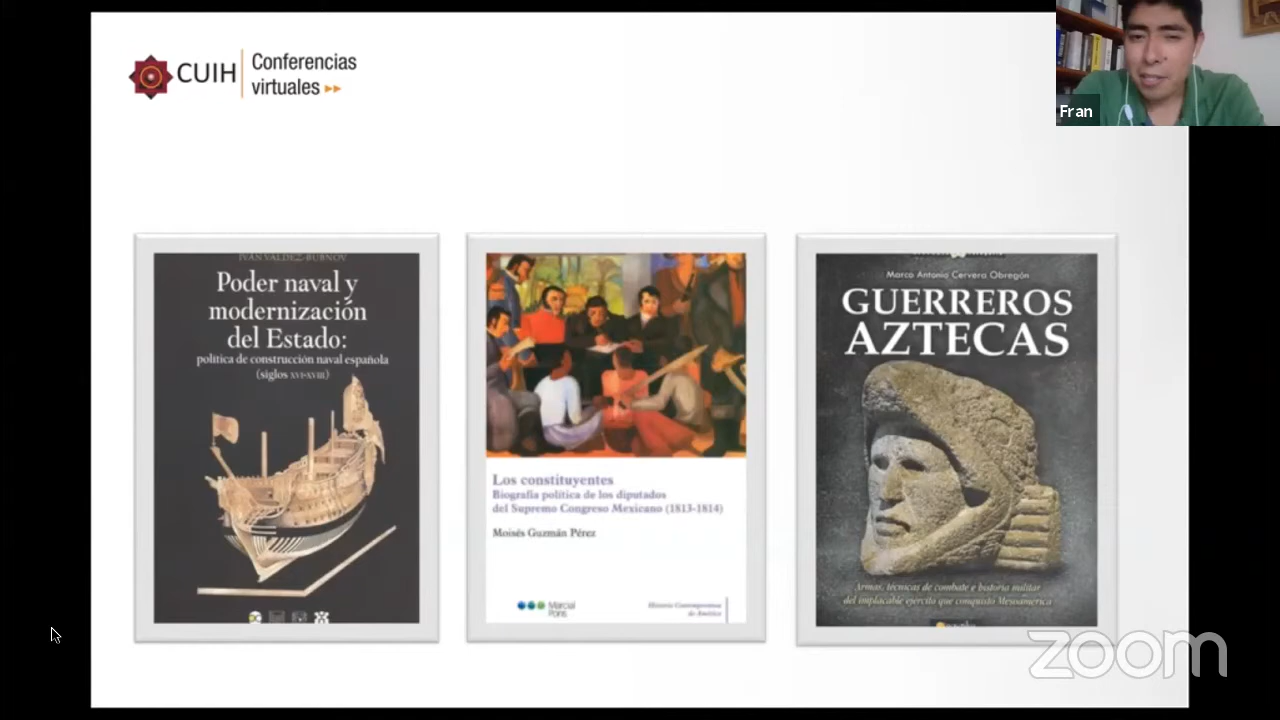 CUIH
Conferencias
virtuales
Fran
IVÁN VALDEZ-BUBNOV
Poder naval y
modernización
del Estado:
política de construcción naval española
(siglos XVI-XVIII)
Los constituyentes
Biografía política de los diputados
del Supremo Congreso Mexicano (1813-1814)
Moisés Guzmán Pérez
Marcial
Pons
Historia Contemporánea
de América
Marco Antonio Cervera Obregón
GUERREROS
AZTECAS
Armas, técnicas de combate e historia militar
del implacable ejército que conquistó Mesoamérica
zoom